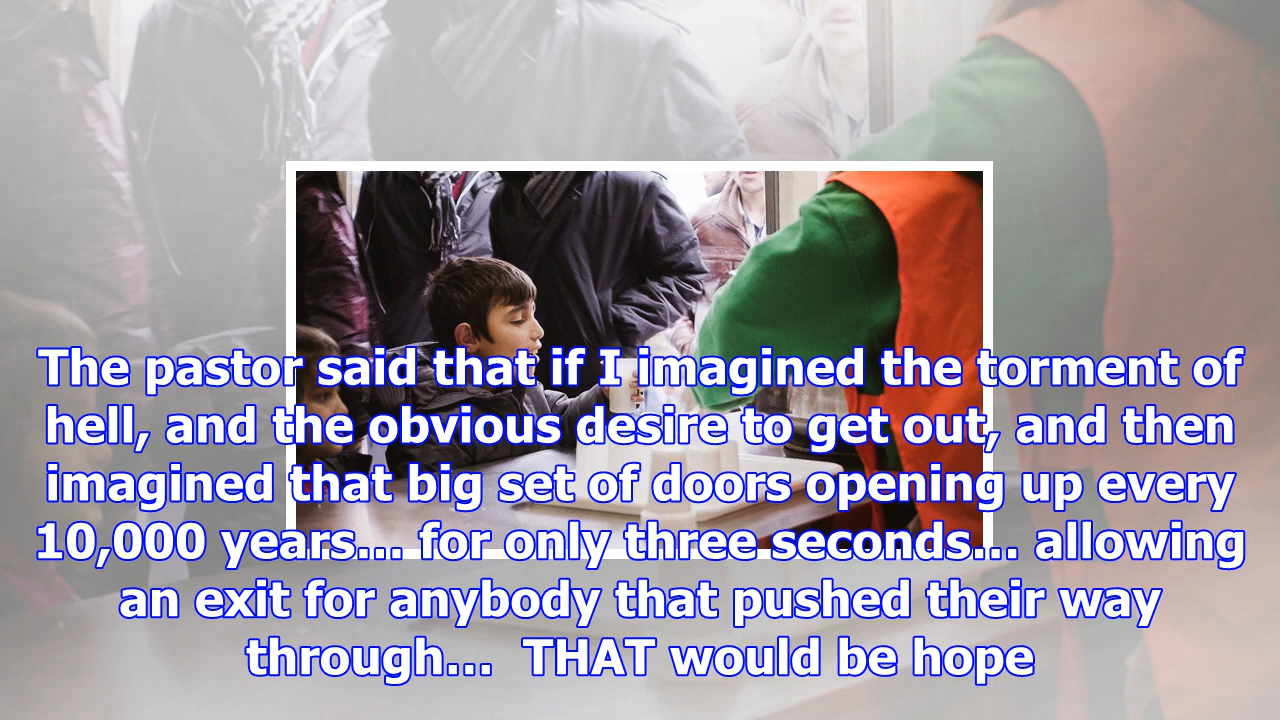 The pastor said that if I imagined the torment of
hell, and the obvious desire to get out, and then
imagined that big set of doors opening up every
10,000 years... for only three seconds... allowing
an exit for anybody that pushed their way
through...  THAT would be hope